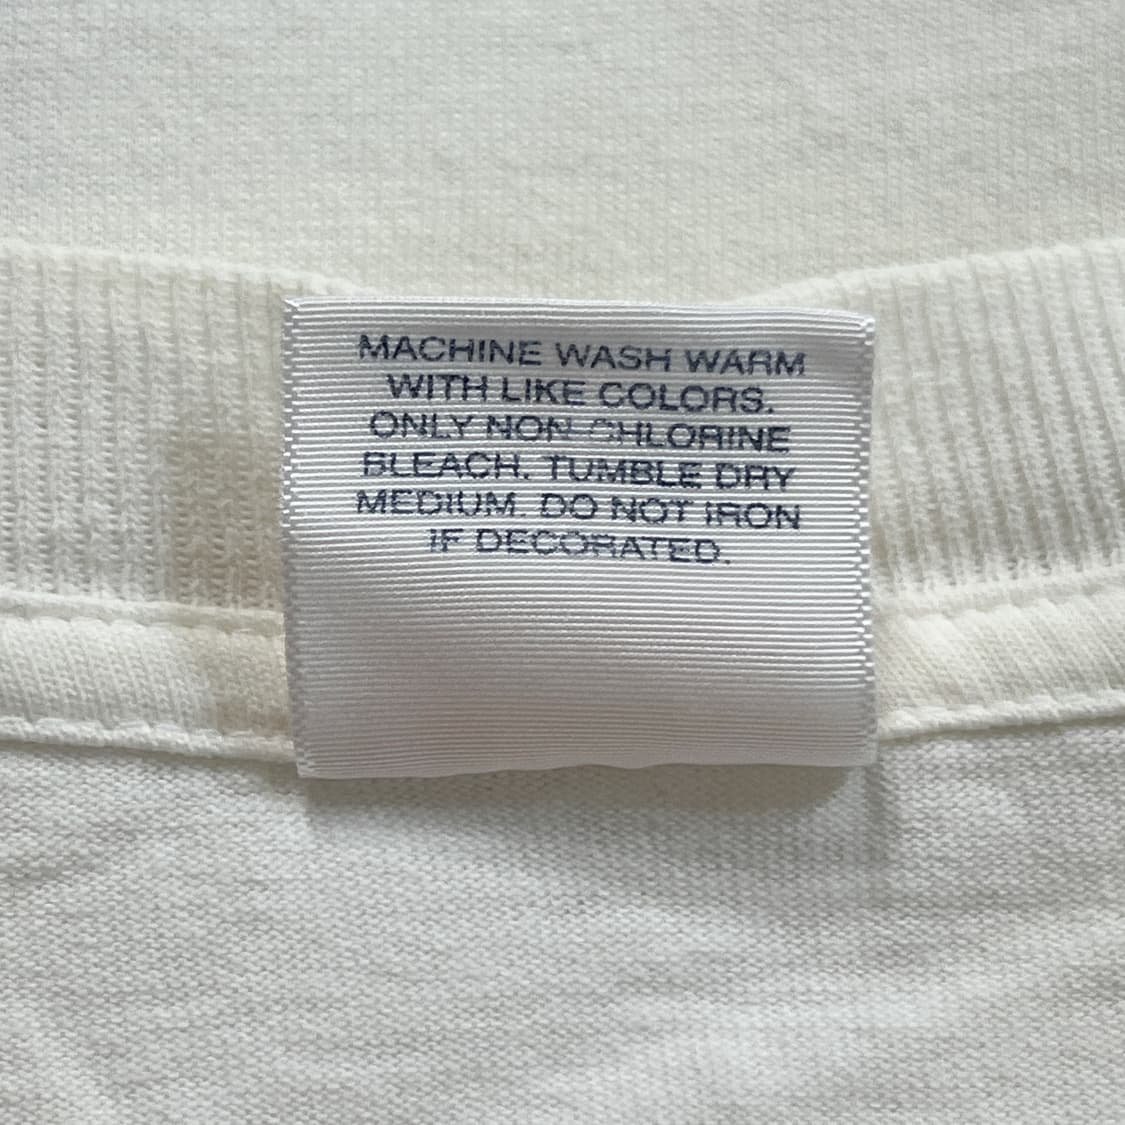 MACHINE WASH WARM
WITH LIKE COLORS.
ONLY NON-CHLORINE
BLEACH. TUMBLE DRY
MEDIUM. DO NOT IRON
IF DECORATED.